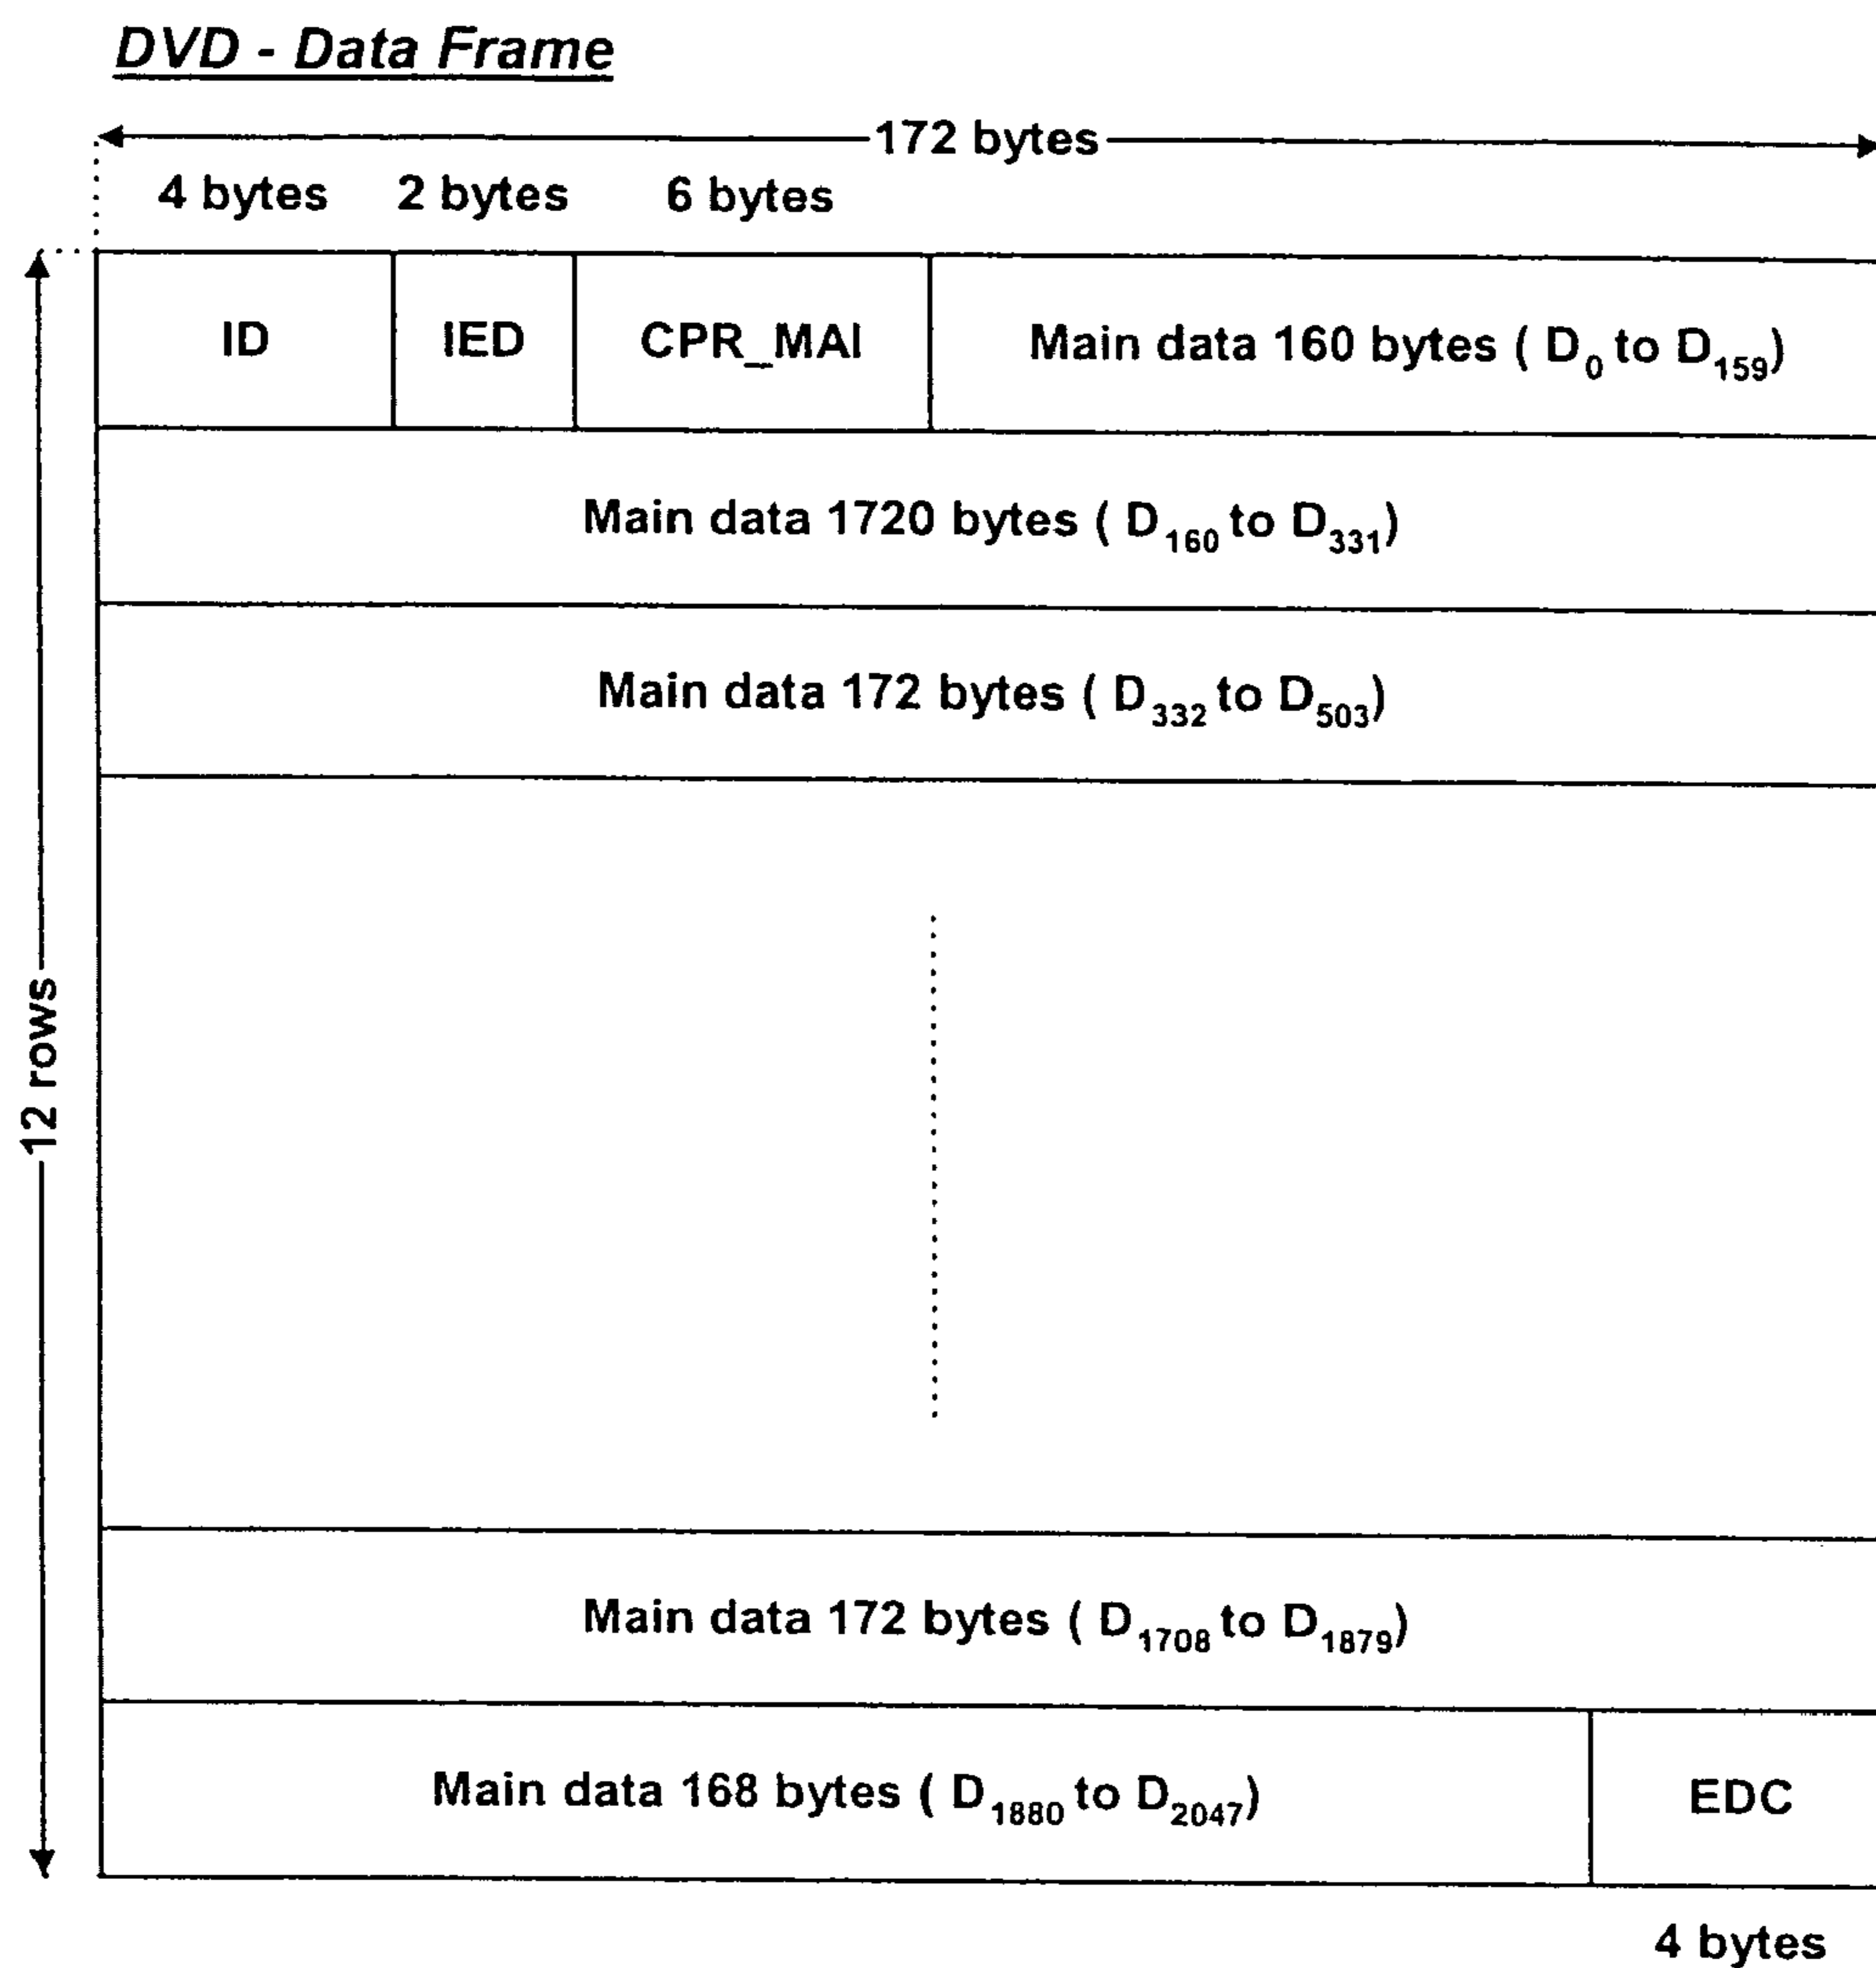 DVD - Data Frame
172 bytes
4 bytes 2 bytes 6 bytes
ID IED CPR_MAI Main data 160 bytes ( D0 to D159)
Main data 1720 bytes ( D160 to D331)
Main data 172 bytes ( D332 to D503)
12 rows
Main data 172 bytes ( D1708 to D1879)
Main data 168 bytes ( D1880 to D2047) EDC
4 bytes